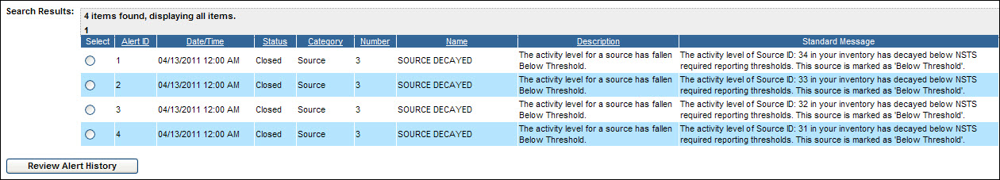 Search Results:
4 items found, displaying all items.
1
Select Alert ID Date/Time Status Category Number Name Description Standard Message
1 04/13/2011 12:00 AM Closed Source 3 SOURCE DECAYED The activity level for a source has fallen Below Threshold. The activity level of Source ID: 34 in your inventory has decayed below NSTS required reporting thresholds. This source is marked as 'Below Threshold'.
2 04/13/2011 12:00 AM Closed Source 3 SOURCE DECAYED The activity level for a source has fallen Below Threshold. The activity level of Source ID: 33 in your inventory has decayed below NSTS required reporting thresholds. This source is marked as 'Below Threshold'.
3 04/13/2011 12:00 AM Closed Source 3 SOURCE DECAYED The activity level for a source has fallen Below Threshold. The activity level of Source ID: 32 in your inventory has decayed below NSTS required reporting thresholds. This source is marked as 'Below Threshold'.
4 04/13/2011 12:00 AM Closed Source 3 SOURCE DECAYED The activity level for a source has fallen Below Threshold. The activity level of Source ID: 31 in your inventory has decayed below NSTS required reporting thresholds. This source is marked as 'Below Threshold'.
Review Alert History